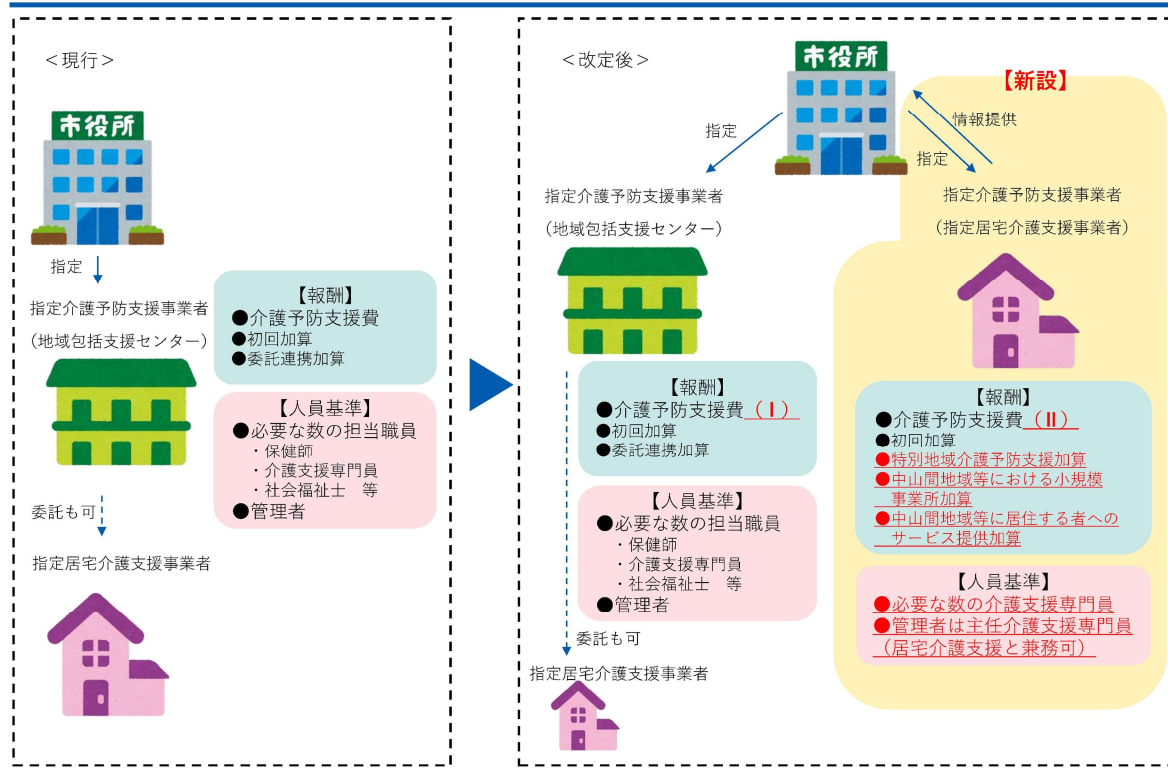 ＜現行＞
市役所
指定
指定介護予防支援事業者
（地域包括支援センター）
【報酬】
●介護予防支援費
●初回加算
●委託連携加算
【人員基準】
●必要な数の担当職員
・保健師
・介護支援専門員
・社会福祉士　等
●管理者
委託も可
指定居宅介護支援事業者
＜改定後＞
市役所
【新設】
指定
情報提供
指定
指定介護予防支援事業者
（地域包括支援センター）
【報酬】
●介護予防支援費（Ⅰ）
●初回加算
●委託連携加算
【人員基準】
●必要な数の担当職員
・保健師
・介護支援専門員
・社会福祉士　等
●管理者
委託も可
指定居宅介護支援事業者
指定介護予防支援事業者
（指定居宅介護支援事業者）
【報酬】
●介護予防支援費（Ⅱ）
●初回加算
●特別地域介護予防支援加算
●中山間地域等における小規模
事業所加算
●中山間地域等に居住する者への
サービス提供加算
【人員基準】
●必要な数の介護支援専門員
●管理者は主任介護支援専門員
（居宅介護支援と兼務可）